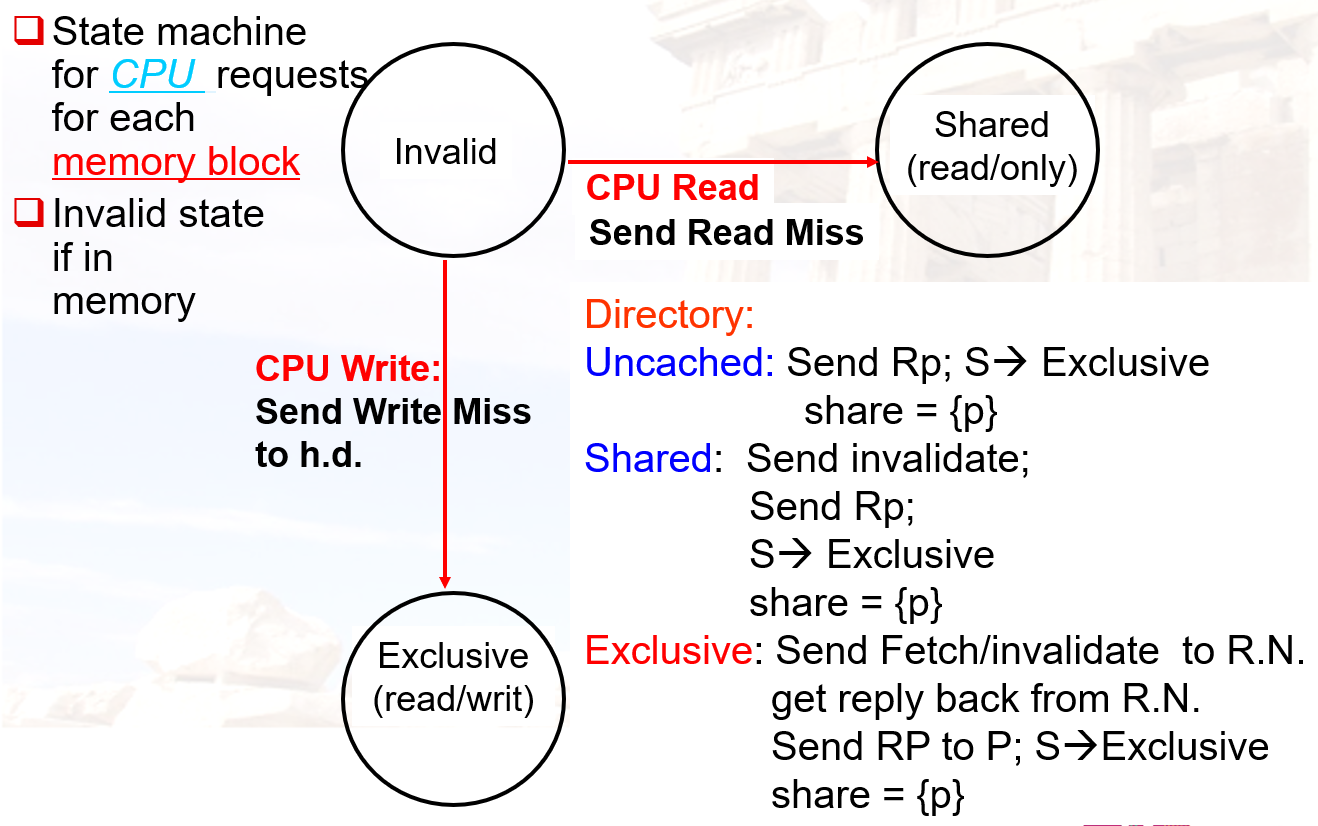 State machine
for CPU requests
for each
memory block
Invalid state
if in
memory
Invalid
Shared
(read/only)
CPU Read
Send Read Miss
CPU Write:
Send Write Miss
to h.d.
Exclusive
(read/writ)
Directory:
Uncached: Send Rp; S→ Exclusive
share = {p}
Shared: Send invalidate;
Send Rp;
S→ Exclusive
share = {p}
Exclusive: Send Fetch/invalidate to R.N.
get reply back from R.N.
Send RP to P; S→Exclusive
share = {p}